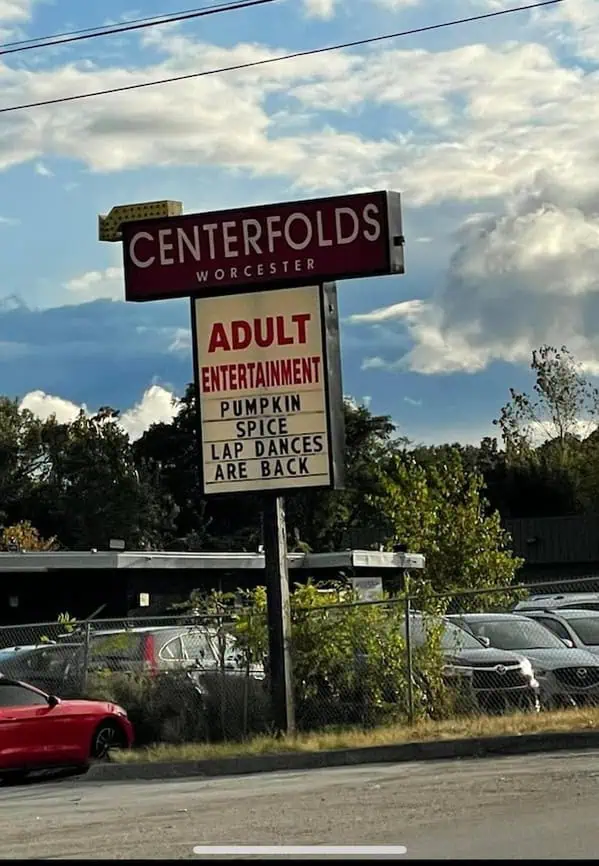 CENTERFOLDS
WORCESTER
ADULT
ENTERTAINMENT
PUMPKIN
SPICE
LAP DANCES
ARE BACK